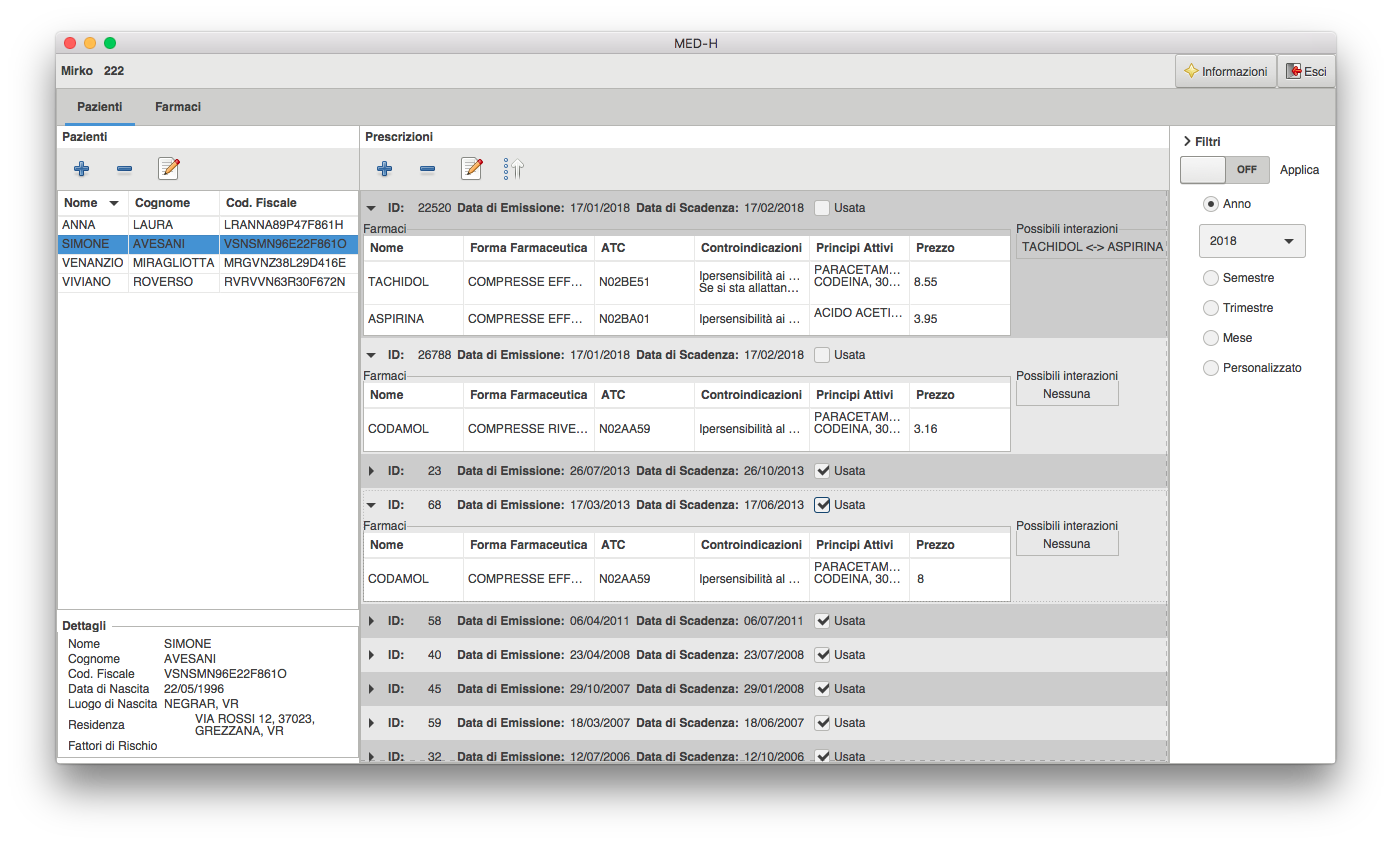 MED-H
Mirko 222
Informazioni
Esci
Pazienti Farmaci
Pazienti
Nome Cognome Cod. Fiscale
ANNA LAURA LRANNA89P47F861H
SIMONE AVESANI VSNSMN96E22F861O
VENANZIO MIRAGLIOTTA MRGVNZ38L29D416E
VIVIANO ROVERSO RVRVVN63R30F672N
Dettagli
Nome SIMONE
Cognome AVESANI
Cod. Fiscale VSNSMN96E22F861O
Data di Nascita 22/05/1996
Luogo di Nascita NEGRAR, VR
Residenza VIA ROSSI 12, 37023,
GREZZANA, VR
Fattori di Rischio
Prescrizioni
ID: 22520 Data di Emissione: 17/01/2018 Data di Scadenza: 17/02/2018 Usata
Farmaci
Nome Forma Farmaceutica ATC Controindicazioni Principi Attivi Prezzo
TACHIDOL COMPRESSE EFF... N02BE51 Ipersensibilità ai ... PARACETAM... 8.55
Se si sta allattan... CODEINA, 30...
ASPIRINA COMPRESSE EFF... N02BA01 Ipersensibilità ai ... ACIDO ACETI... 3.95
Possibili interazioni
TACHIDOL <-> ASPIRINA
ID: 26788 Data di Emissione: 17/01/2018 Data di Scadenza: 17/02/2018 Usata
Farmaci
Nome Forma Farmaceutica ATC Controindicazioni Principi Attivi Prezzo
CODAMOL COMPRESSE RIVE... N02AA59 Ipersensibilità al ... PARACETAM... 3.16
CODEINA, 30...
Possibili interazioni
Nessuna
ID: 23 Data di Emissione: 26/07/2013 Data di Scadenza: 26/10/2013 Usata
ID: 68 Data di Emissione: 17/03/2013 Data di Scadenza: 17/06/2013 Usata
Farmaci
Nome Forma Farmaceutica ATC Controindicazioni Principi Attivi Prezzo
CODAMOL COMPRESSE EFF... N02AA59 Ipersensibilità al ... PARACETAM... 8
CODEINA, 30...
Possibili interazioni
Nessuna
ID: 58 Data di Emissione: 06/04/2011 Data di Scadenza: 06/07/2011 Usata
ID: 40 Data di Emissione: 23/04/2008 Data di Scadenza: 23/07/2008 Usata
ID: 45 Data di Emissione: 29/10/2007 Data di Scadenza: 29/01/2008 Usata
ID: 59 Data di Emissione: 18/03/2007 Data di Scadenza: 18/06/2007 Usata
ID: 32 Data di Emissione: 12/07/2006 Data di Scadenza: 12/10/2006 Usata
Filtri
OFF Applica
Anno
2018
Semestre
Trimestre
Mese
Personalizzato